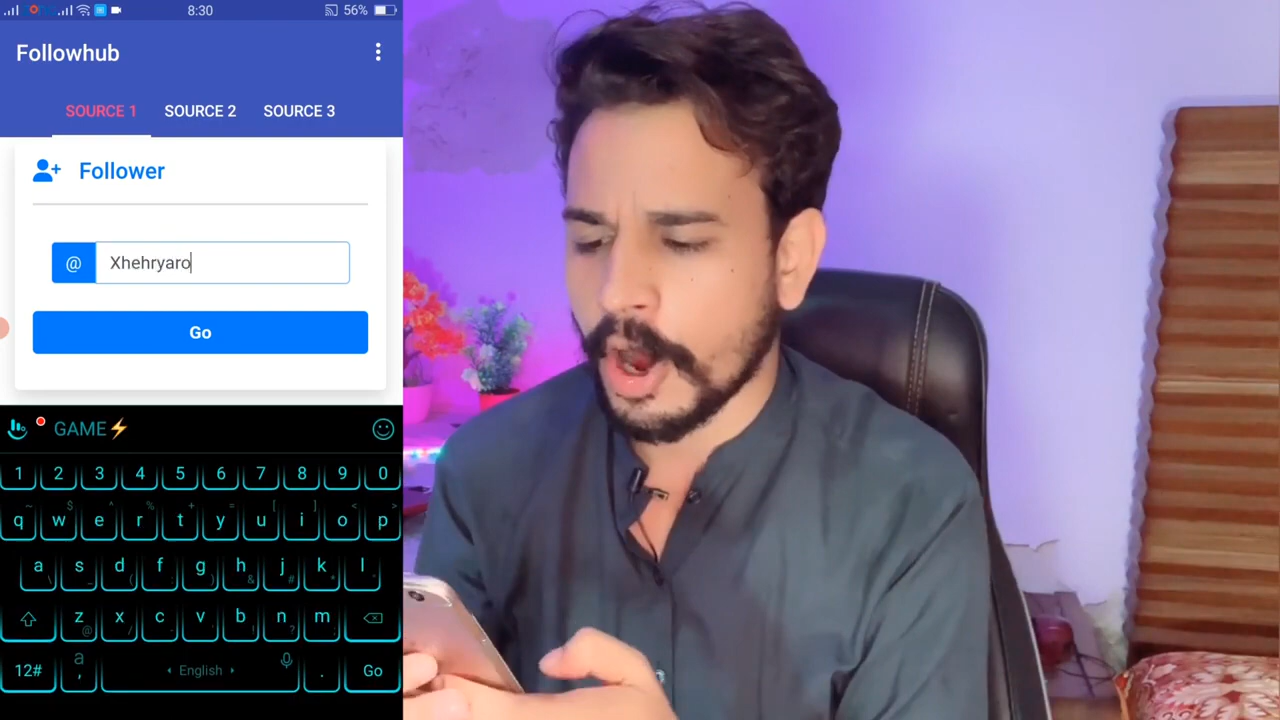 8:30 56%
Followhub
SOURCE 1 SOURCE 2 SOURCE 3
Follower
@ Xhehryaro
Go
GAME⚡
1 2 3 4 5 6 7 8 9 0
q w e r t y u i o p
a s d f g h j k l
z x c v b n m
12# , English . Go